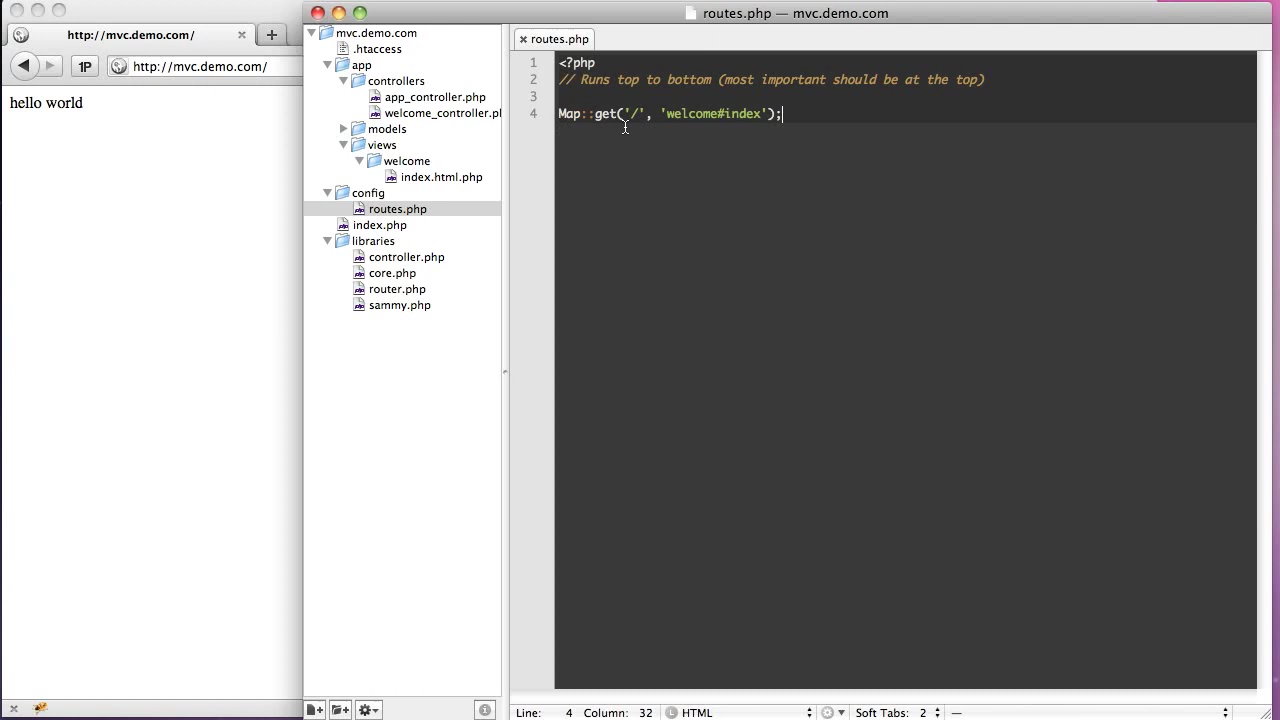 http://mvc.demo.com/
1P
http://mvc.demo.com/
hello world
routes.php — mvc.demo.com
mvc.demo.com
.htaccess
app
controllers
app_controller.php
welcome_controller.pl
models
views
welcome
index.html.php
config
routes.php
index.php
libraries
controller.php
core.php
router.php
sammy.php
routes.php
1 <?php
2 // Runs top to bottom (most important should be at the top)
3
4 Map::get('/', 'welcome#index');
Line: 4 Column: 32 L HTML Soft Tabs: 2 —